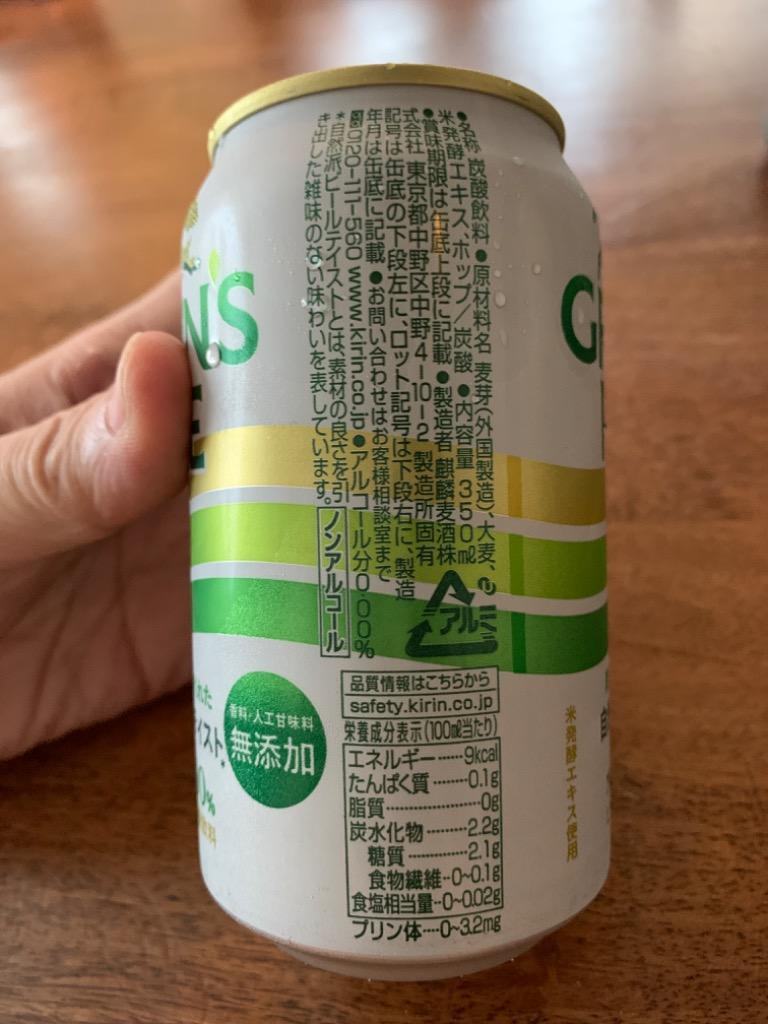 ●名称 炭酸飲料 ●原材料名 麦芽(外国製造)、大麦、
米発酵エキス、ホップ/炭酸 ●内容量 350ml
●賞味期限は缶底上段に記載 ●製造者 麒麟麦酒株
式会社 東京都中野区中野4-10-2 製造所固有
記号は缶底の下段左に、ロット記号は下段右に、製造
年月は缶底に記載 ●お問い合わせはお客様相談室まで
0120-111-560 www.kirin.co.jp ●アルコール分0.00%
*自然派ビールテイストとは、素材の良さを引
き出した雑味のない味わいを表しています。
ノンアルコール
アルミ
品質情報はこちらから
safety.kirin.co.jp
栄養成分表示(100ml当たり)
エネルギー……9kcal
たんぱく質……0.1g
脂質……0g
炭水化物……2.2g
糖質……2.1g
食物繊維…0〜0.1g
食塩相当量…0〜0.02g
プリン体…0〜3.2mg
香料・人工甘味料
無添加
米発酵エキス使用
N'S
E
G